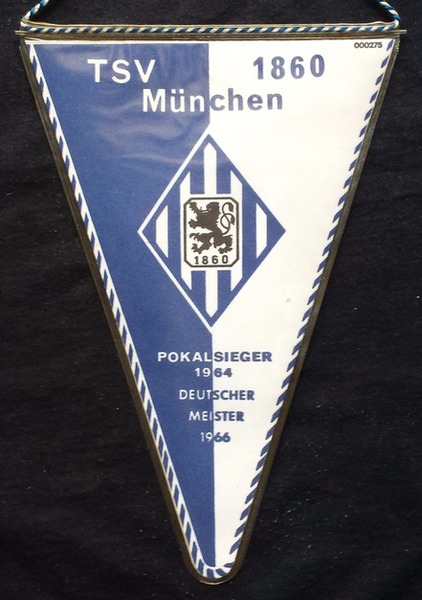 000275
TSV 1860
München
1860
POKALSIEGER
1964
DEUTSCHER
MEISTER
1966